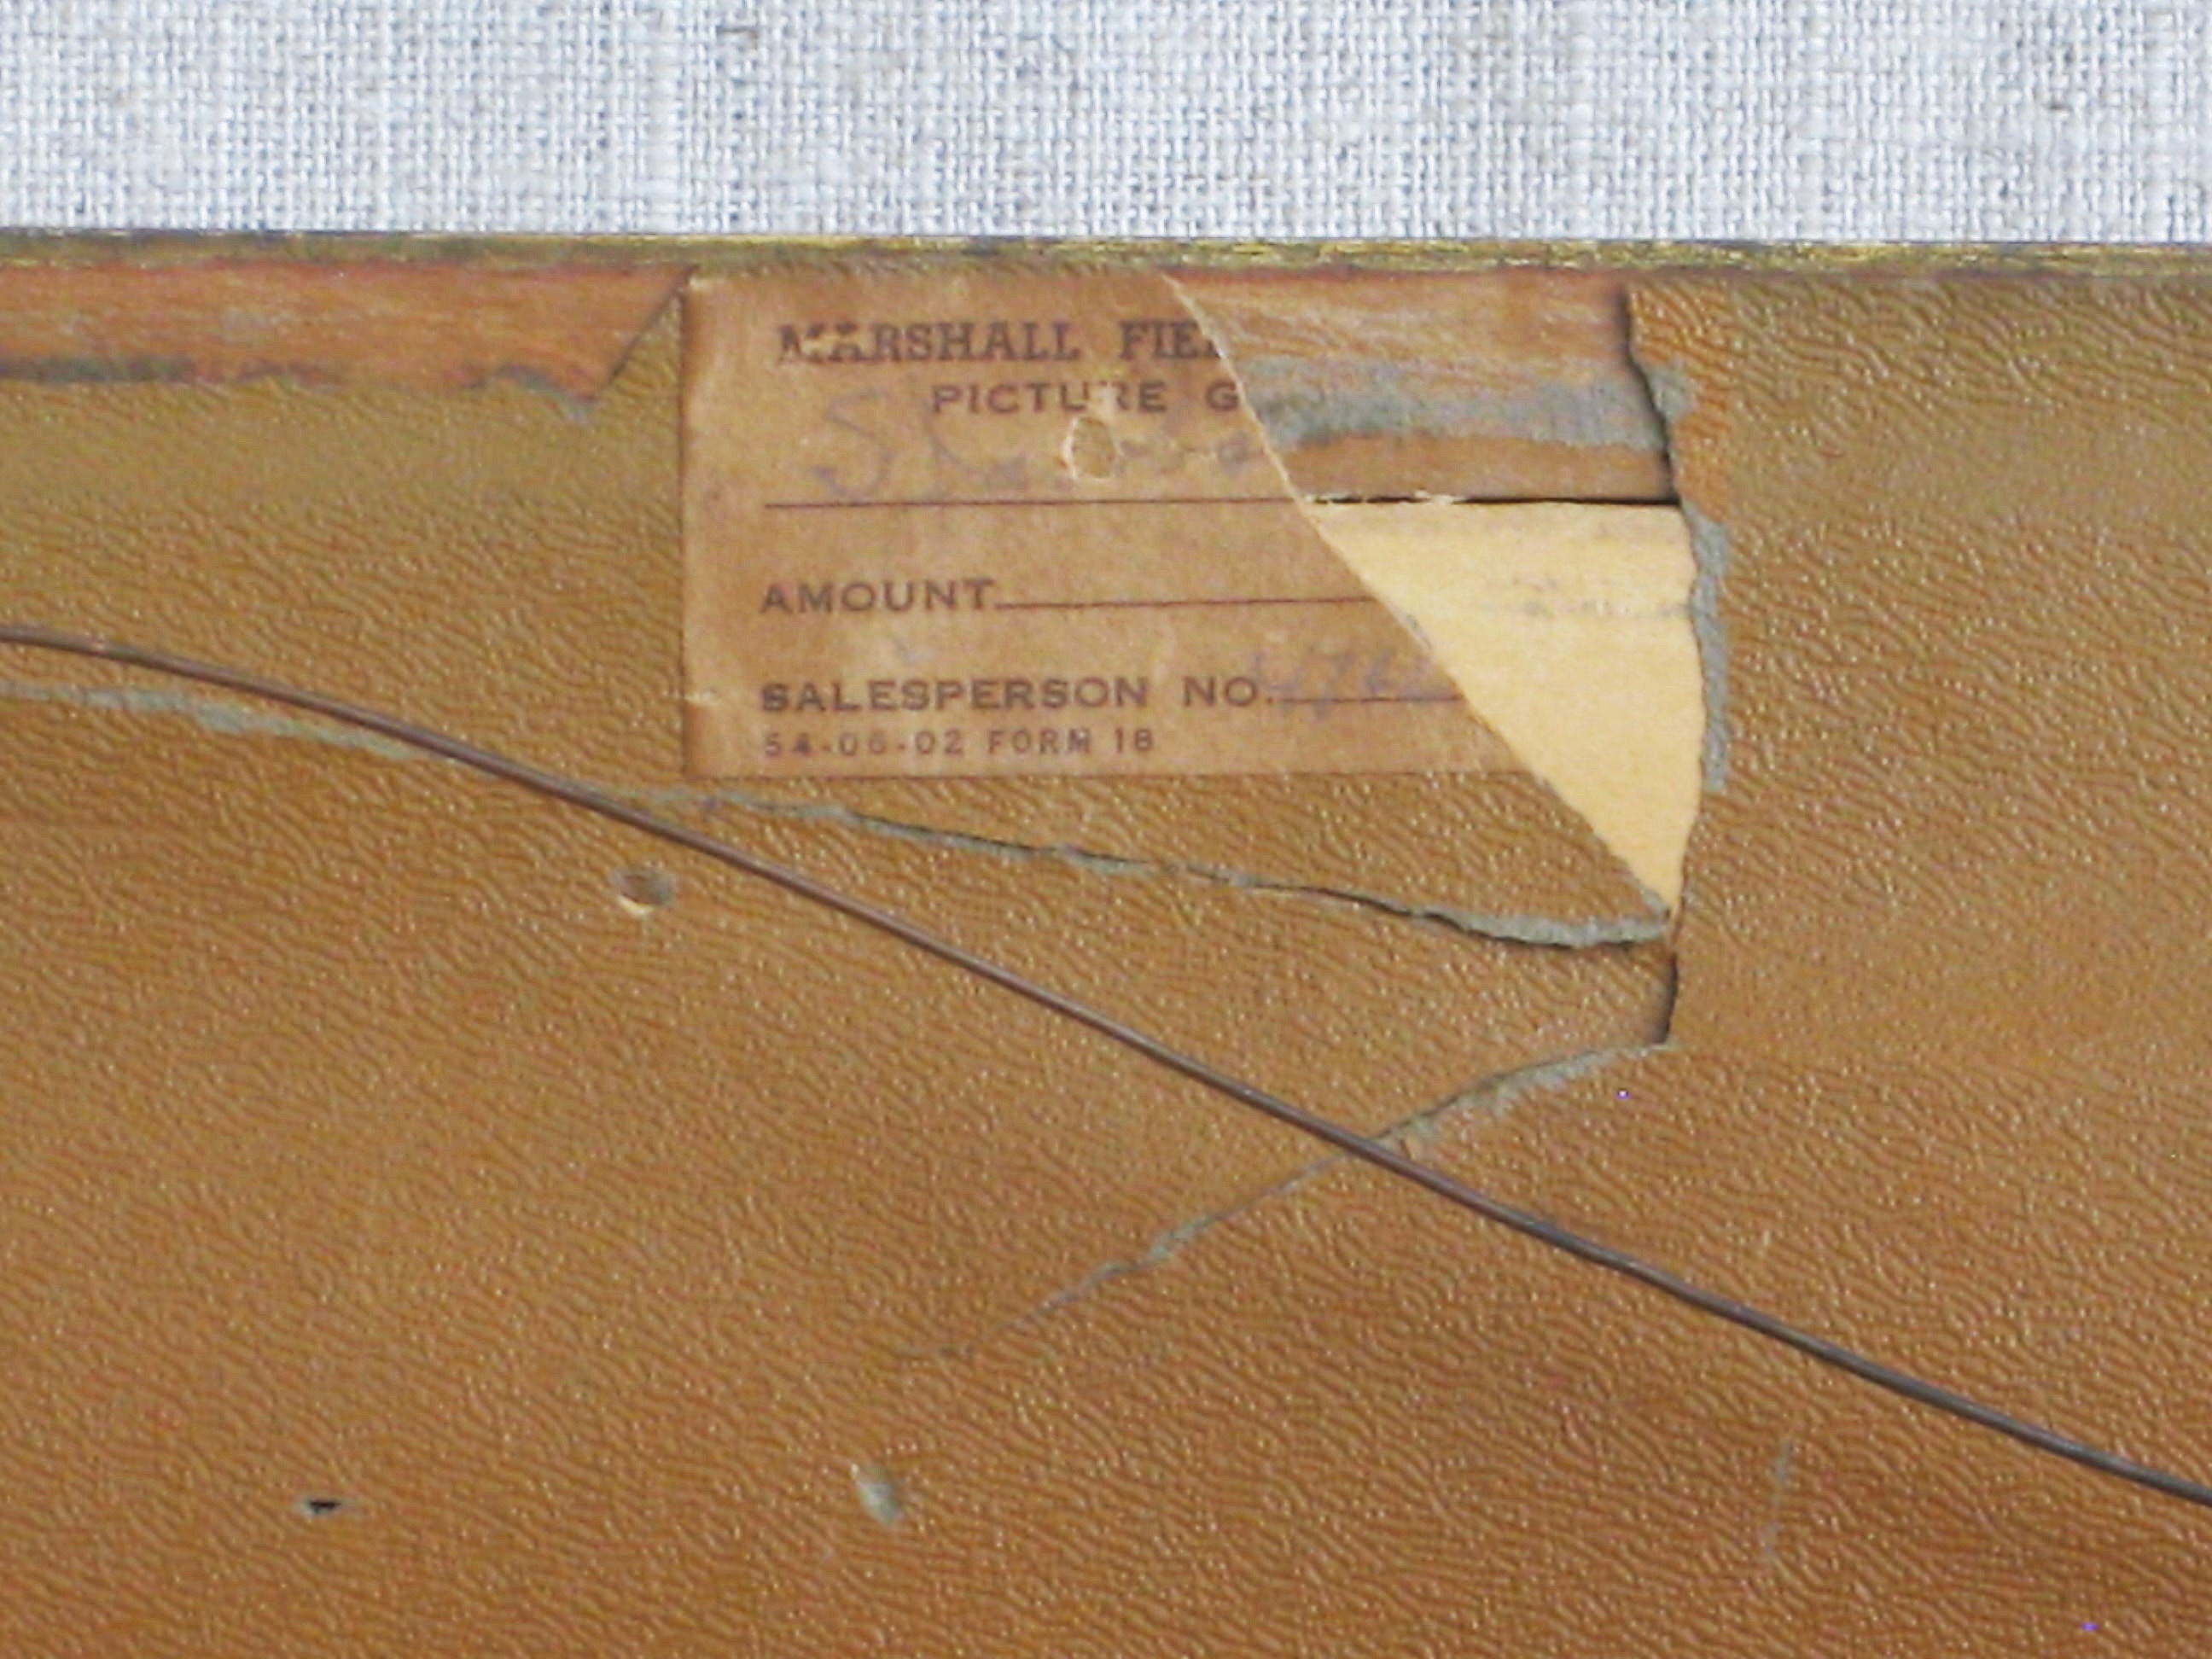 MARSHALL FIE
PICTURE G
AMOUNT
SALESPERSON NO.
54-06-02 FORM 18